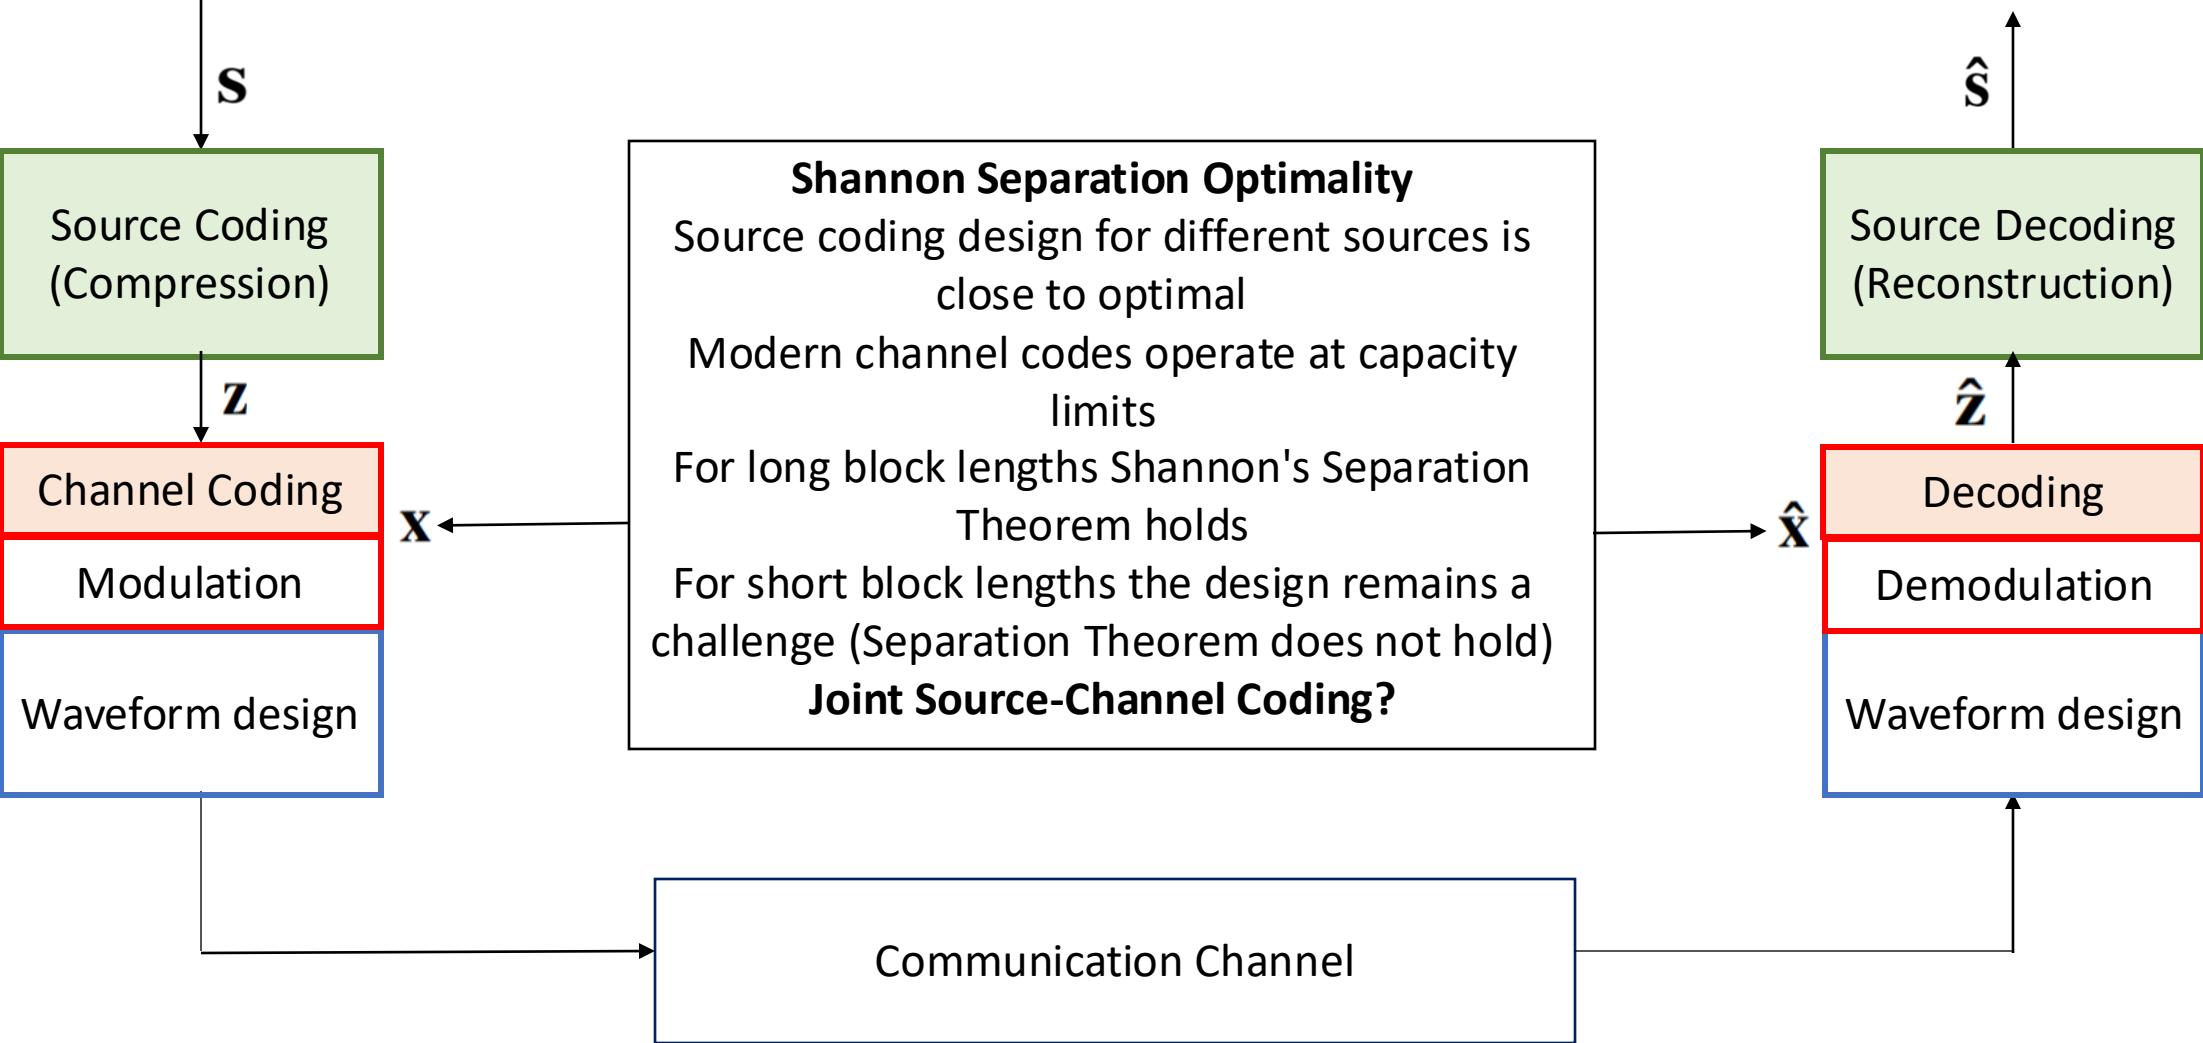 s
Source Coding
(Compression)
z
Channel Coding
Modulation
Waveform design
x
Shannon Separation Optimality
Source coding design for different sources is
close to optimal
Modern channel codes operate at capacity
limits
For long block lengths Shannon's Separation
Theorem holds
For short block lengths the design remains a
challenge (Separation Theorem does not hold)
Joint Source-Channel Coding?
ŝ
Source Decoding
(Reconstruction)
ẑ
x̂
Decoding
Demodulation
Waveform design
Communication Channel